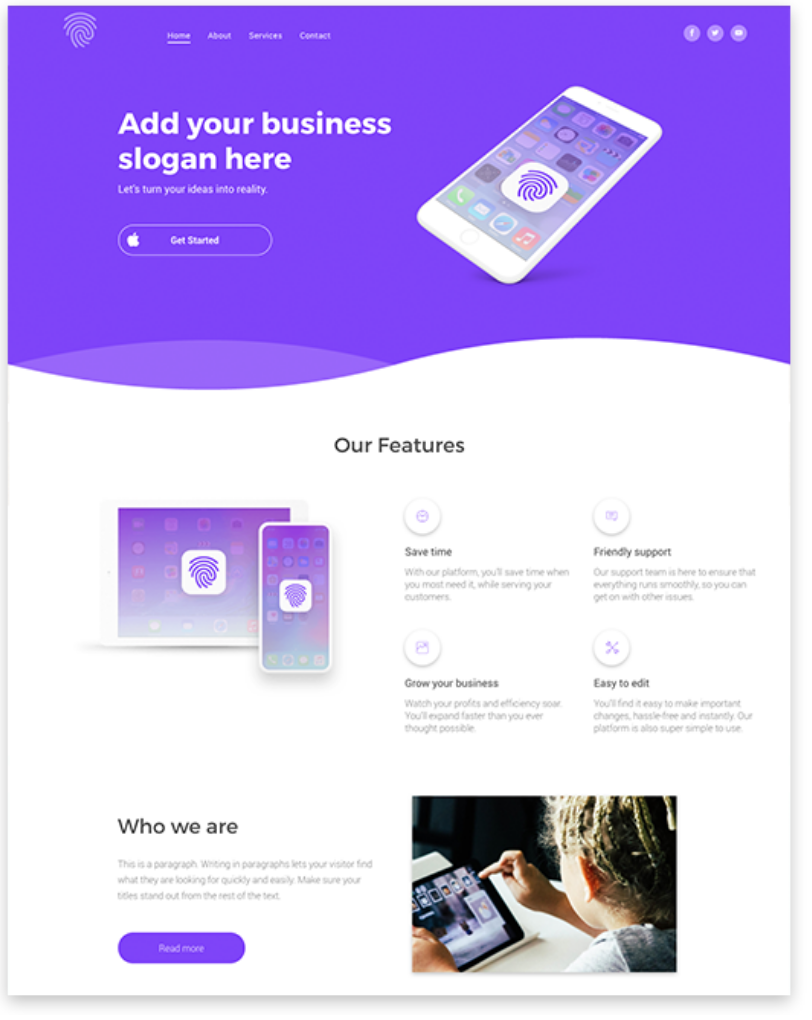 Home About Services Contact
Add your business
slogan here
Let's turn your ideas into reality.
Get Started
Our Features
Save time
With our platform, you'll save time when
you most need it, while serving your
customers.
Friendly support
Our support team is here to ensure that
everything runs smoothly, so you can
get on with other issues.
Grow your business
Watch your profits and efficiency soar.
You'll expand faster than you ever
thought possible.
Easy to edit
You'll find it easy to make important
changes, hassle-free and instantly. Our
platform is also super simple to use.
Who we are
This is a paragraph. Writing in paragraphs lets your visitor find
what they are looking for quickly and easily. Make sure your
titles stand out from the rest of the text.
Read more